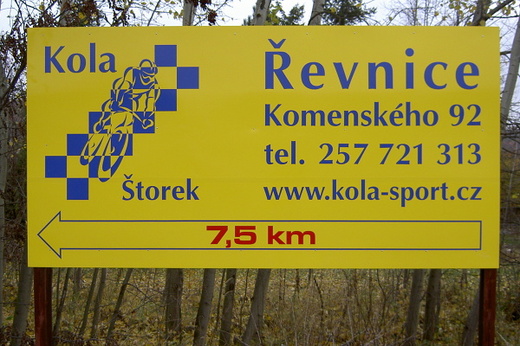 Kola
Štorek
Řevnice
Komenského 92
tel. 257 721 313
www.kola-sport.cz
7,5 km